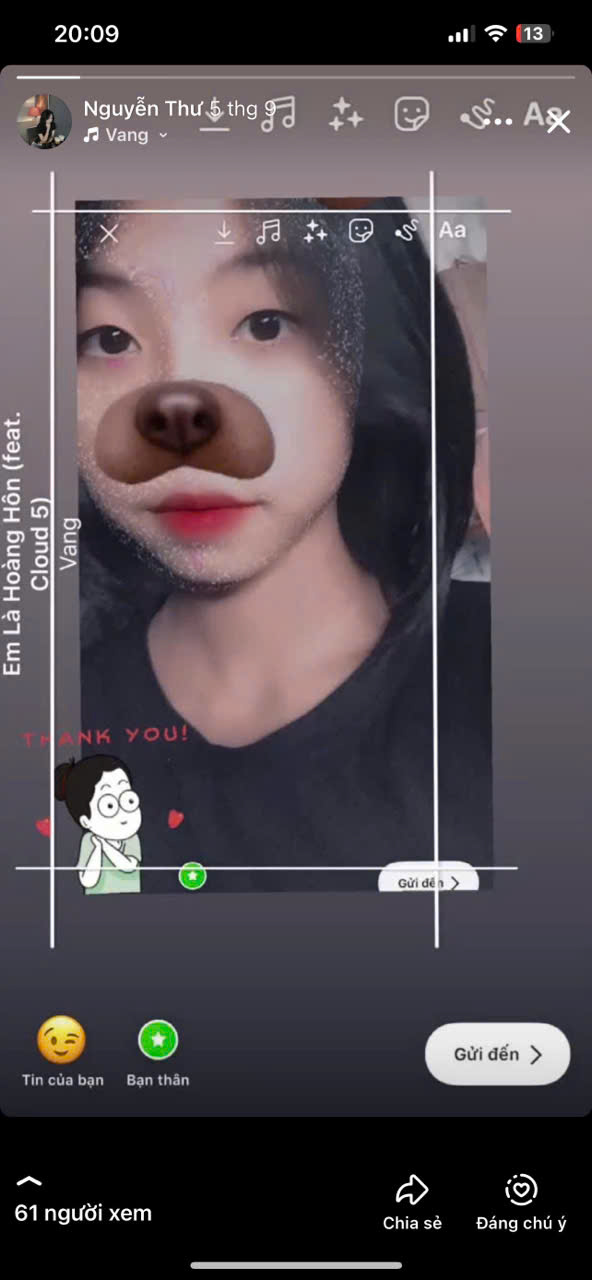 20:09
13
Nguyễn Thư 5 thg 9
Aa
Vang
Aa
Em Là Hoàng Hôn (feat.
Cloud 5)
Vang
THANK YOU!
Gửi đến
Tin của bạn
Bạn thân
Gửi đến
61 người xem
Chia sẻ
Đáng chú ý